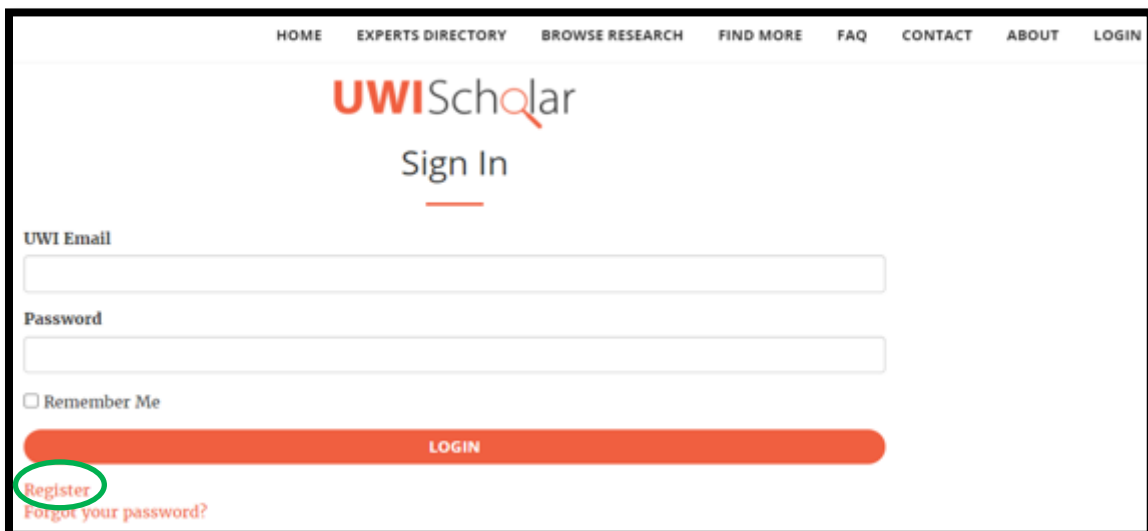 HOME EXPERTS DIRECTORY BROWSE RESEARCH FIND MORE FAQ CONTACT ABOUT LOGIN
UWIScholar
Sign In
UWI Email
Password
Remember Me
LOGIN
Register
Forgot your password?